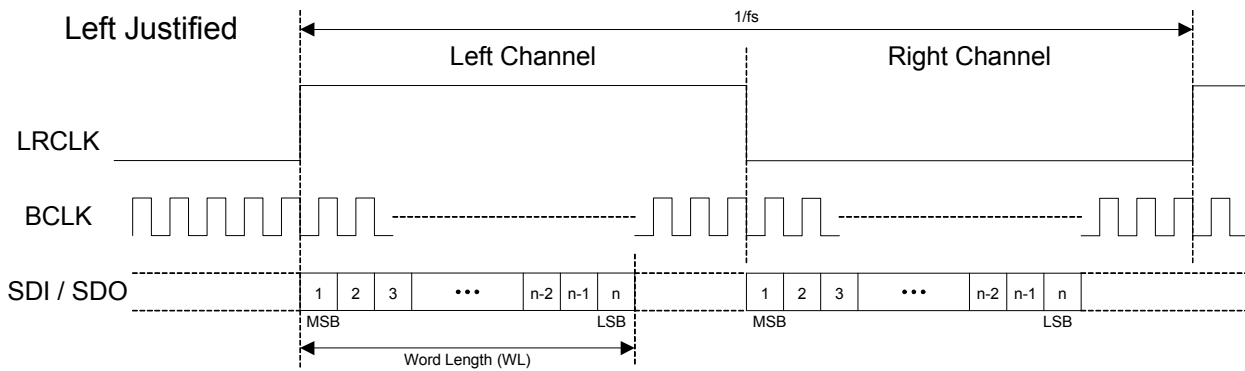 Left Justified
1/fs
Left Channel
Right Channel
LRCLK
BCLK
SDI / SDO
1 2 3 ••• n-2 n-1 n
1 2 3 ••• n-2 n-1 n
MSB LSB
MSB LSB
Word Length (WL)